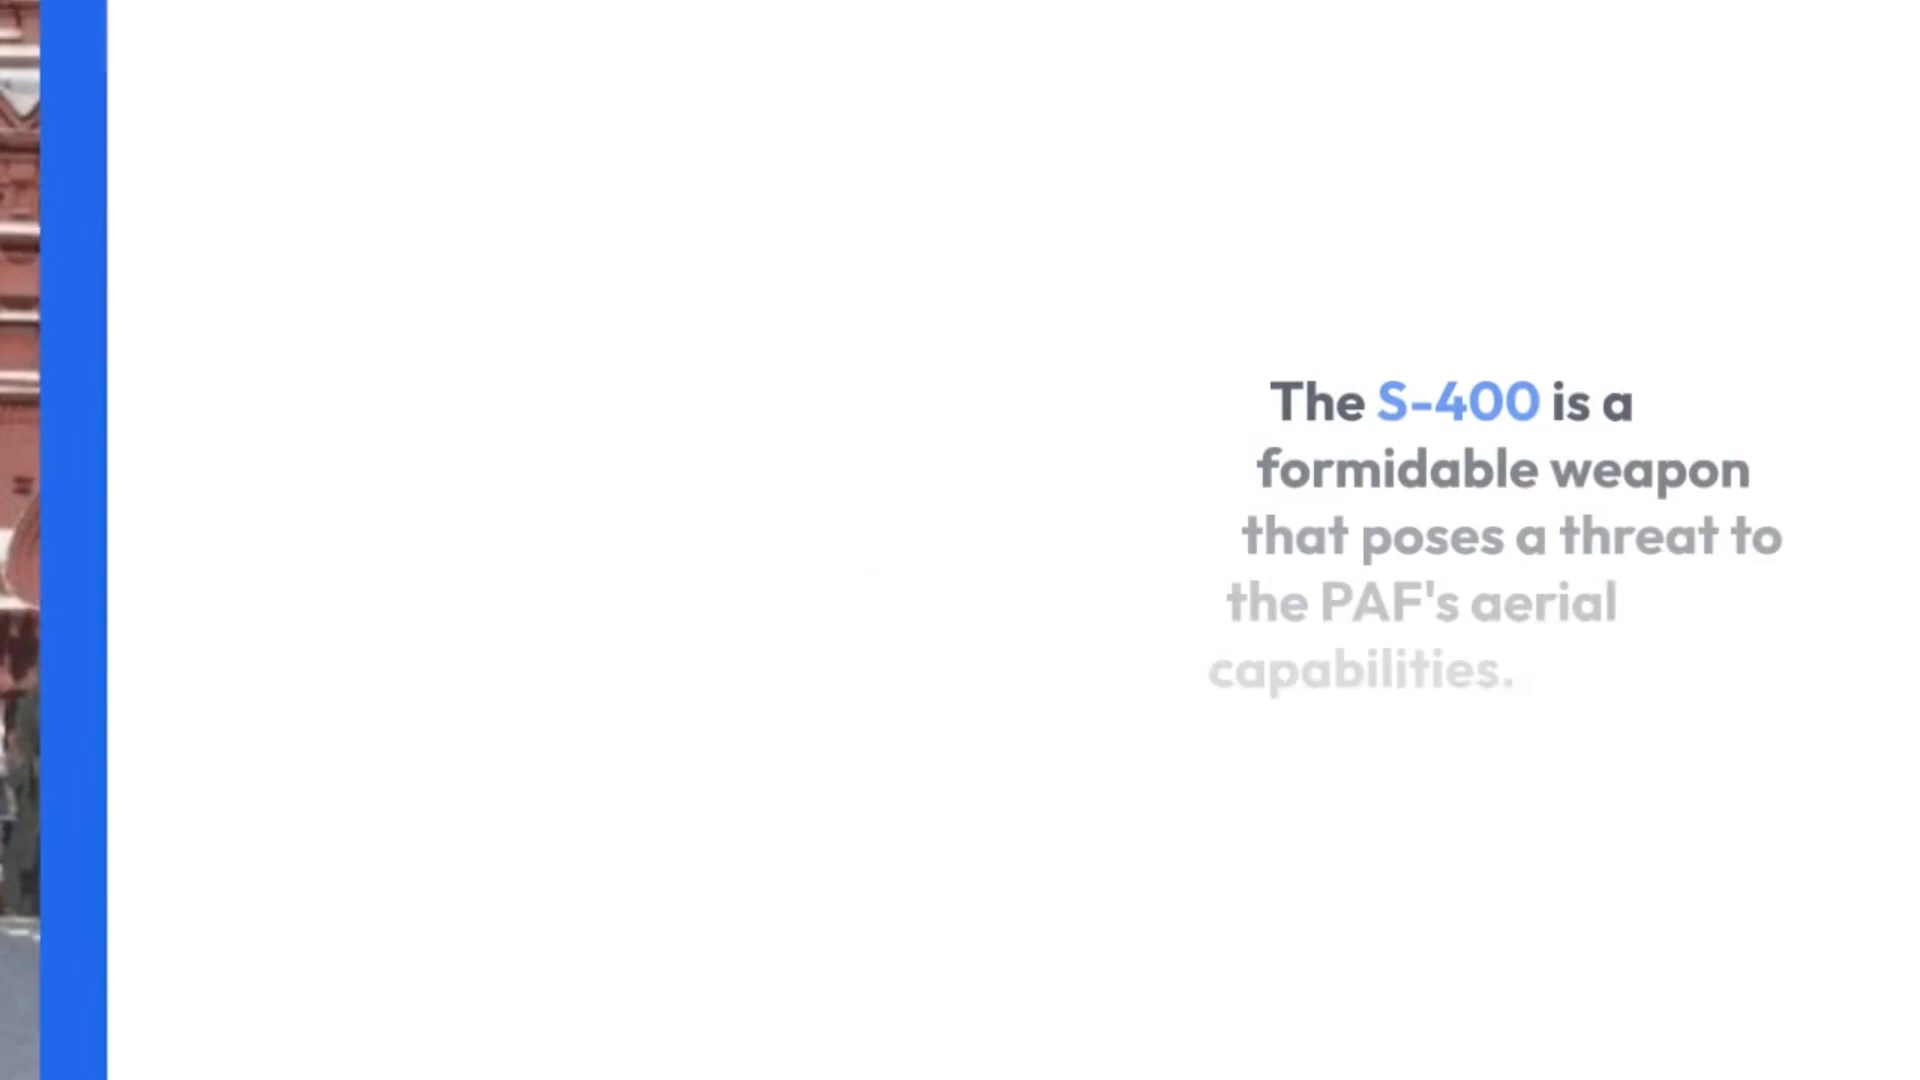 The S-400 is a
formidable weapon
that poses a threat to
the PAF's aerial
capabilities.